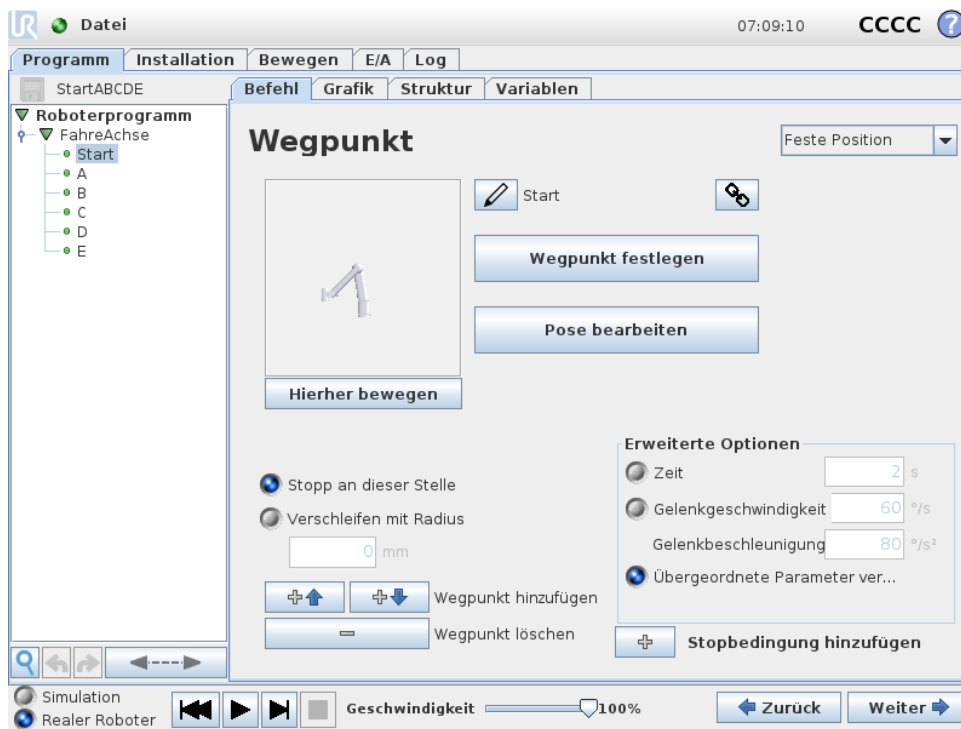 UR Datei 07:09:10 CCCC ?
Programm Installation Bewegen E/A Log
StartABCDE
Befehl Grafik Struktur Variablen
Roboterprogramm
FahreAchse
Start
A
B
C
D
E
Wegpunkt
Feste Position
Start
Wegpunkt festlegen
Pose bearbeiten
Hierher bewegen
Stopp an dieser Stelle
Verschleifen mit Radius
0 mm
Wegpunkt hinzufügen
Wegpunkt löschen
Erweiterte Optionen
Zeit 2 s
Gelenkgeschwindigkeit 60 °/s
Gelenkbeschleunigung 80 °/s²
Übergeordnete Parameter ver...
Stopbedingung hinzufügen
Simulation
Realer Roboter
Geschwindigkeit 100%
Zurück
Weiter